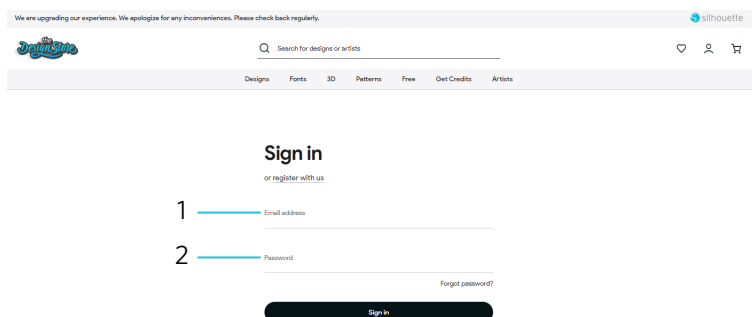 We are upgrading our experience. We apologize for any inconveniences. Please check back regularly.
silhouette
the
Design Store
Search for designs or artists
Designs Fonts 3D Patterns Free Get Credits Artists
Sign in
or register with us
1 Email address
2 Password
Forgot password?
Sign in